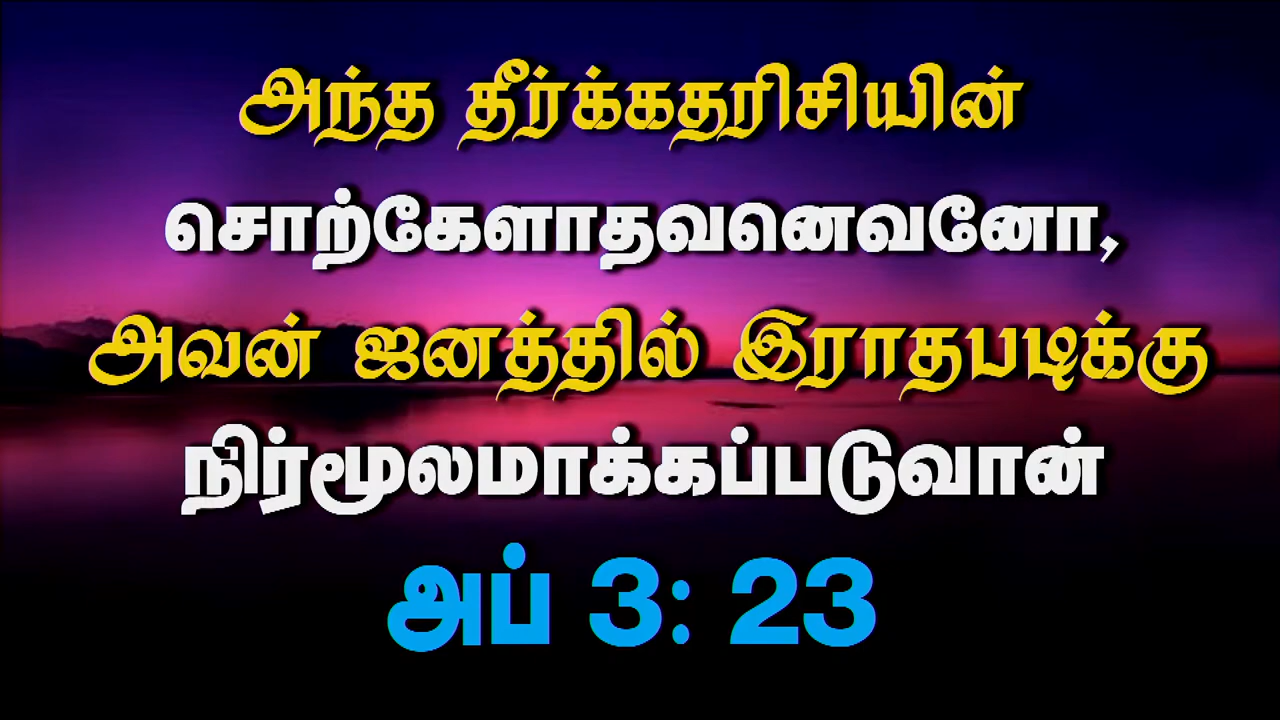 அந்த தீர்க்கதரிசியின்
சொற்கேளாதவனெவனோ,
அவன் ஜனத்தில் இராதபடிக்கு
நிர்மூலமாக்கப்படுவான்
அப் 3: 23